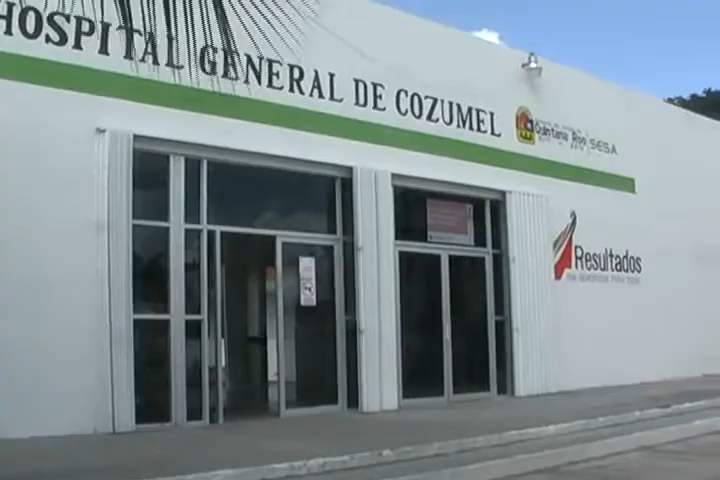 HOSPITAL GENERAL DE COZUMEL
Quintana Roo SESA
Resultados